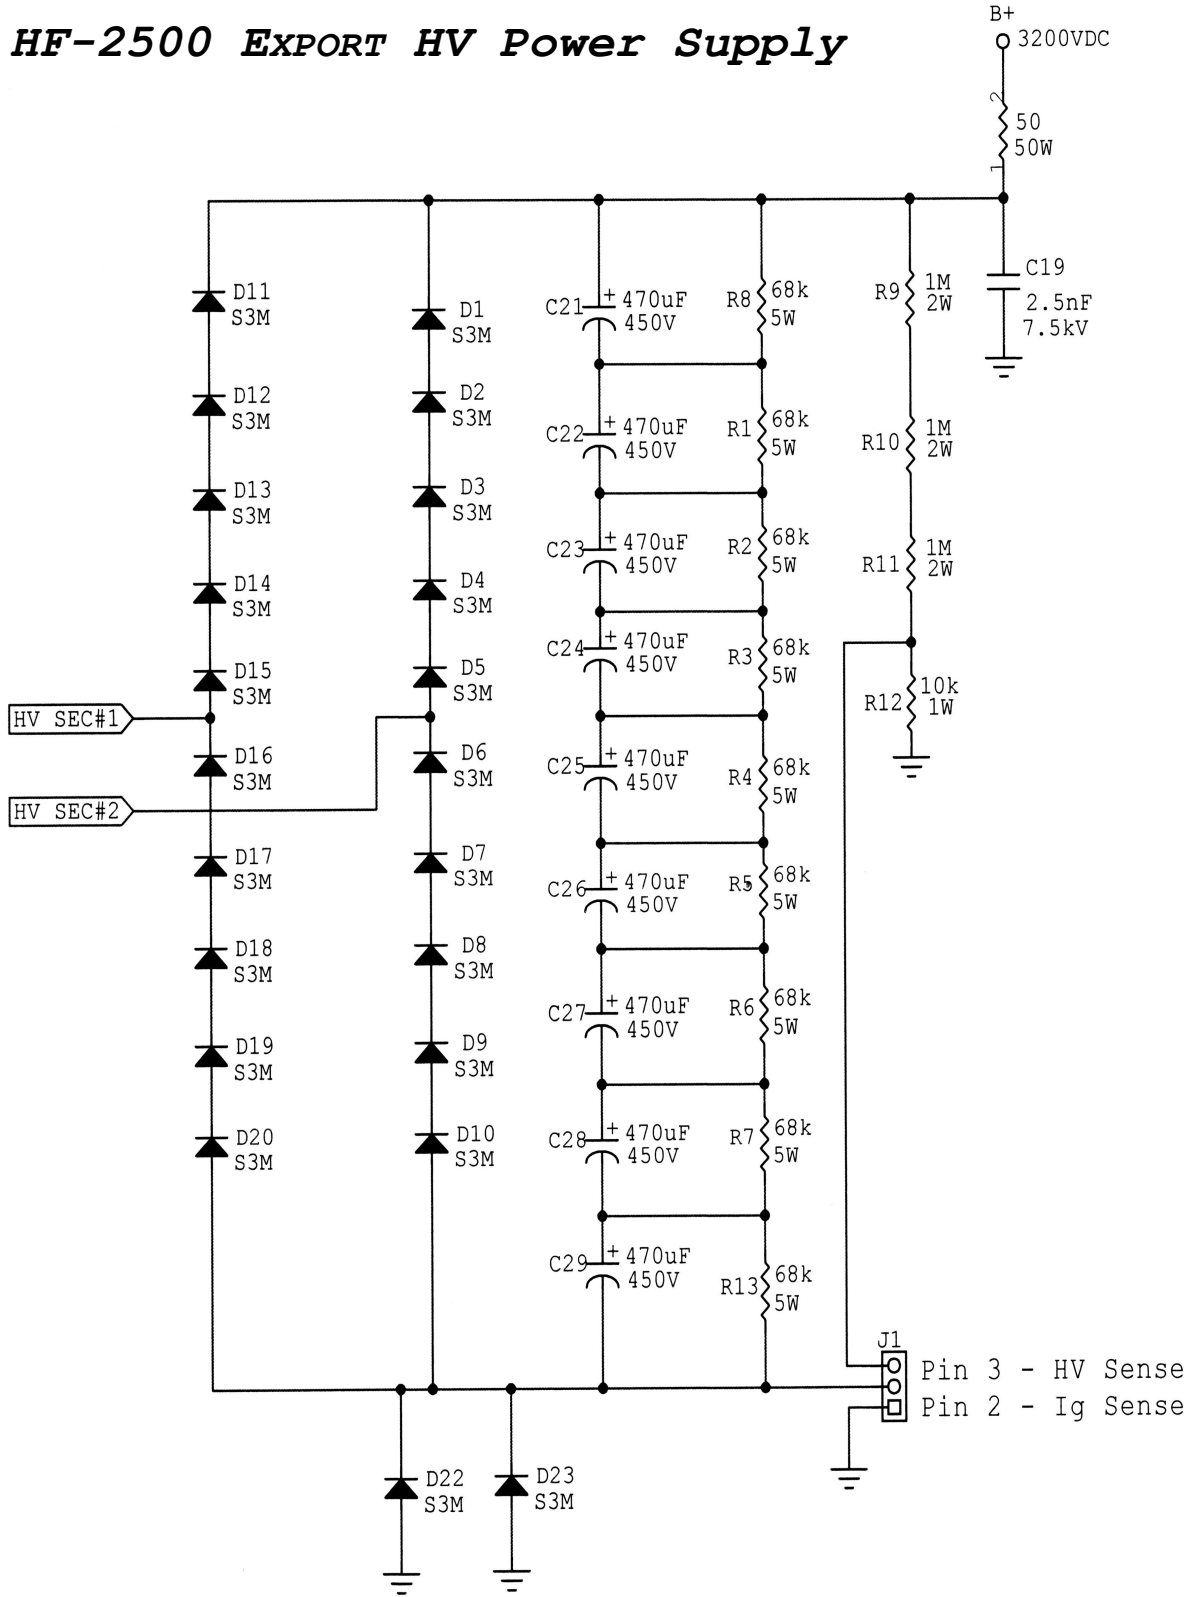 HF-2500 EXPORT HV Power Supply
B+
3200VDC
2
50
50W
1
D11
S3M
D12
S3M
D13
S3M
D14
S3M
D15
S3M
HV SEC#1
D16
S3M
HV SEC#2
D17
S3M
D18
S3M
D19
S3M
D20
S3M
D1
S3M
D2
S3M
D3
S3M
D4
S3M
D5
S3M
D6
S3M
D7
S3M
D8
S3M
D9
S3M
D10
S3M
C21 + 470uF
450V
C22 + 470uF
450V
C23 + 470uF
450V
C24 + 470uF
450V
C25 + 470uF
450V
C26 + 470uF
450V
C27 + 470uF
450V
C28 + 470uF
450V
C29 + 470uF
450V
R8 68k
5W
R1 68k
5W
R2 68k
5W
R3 68k
5W
R4 68k
5W
R5 68k
5W
R6 68k
5W
R7 68k
5W
R13 68k
5W
R9 1M
2W
R10 1M
2W
R11 1M
2W
R12 10k
1W
C19
2.5nF
7.5kV
J1
Pin 3 - HV Sense
Pin 2 - Ig Sense
D22
S3M
D23
S3M